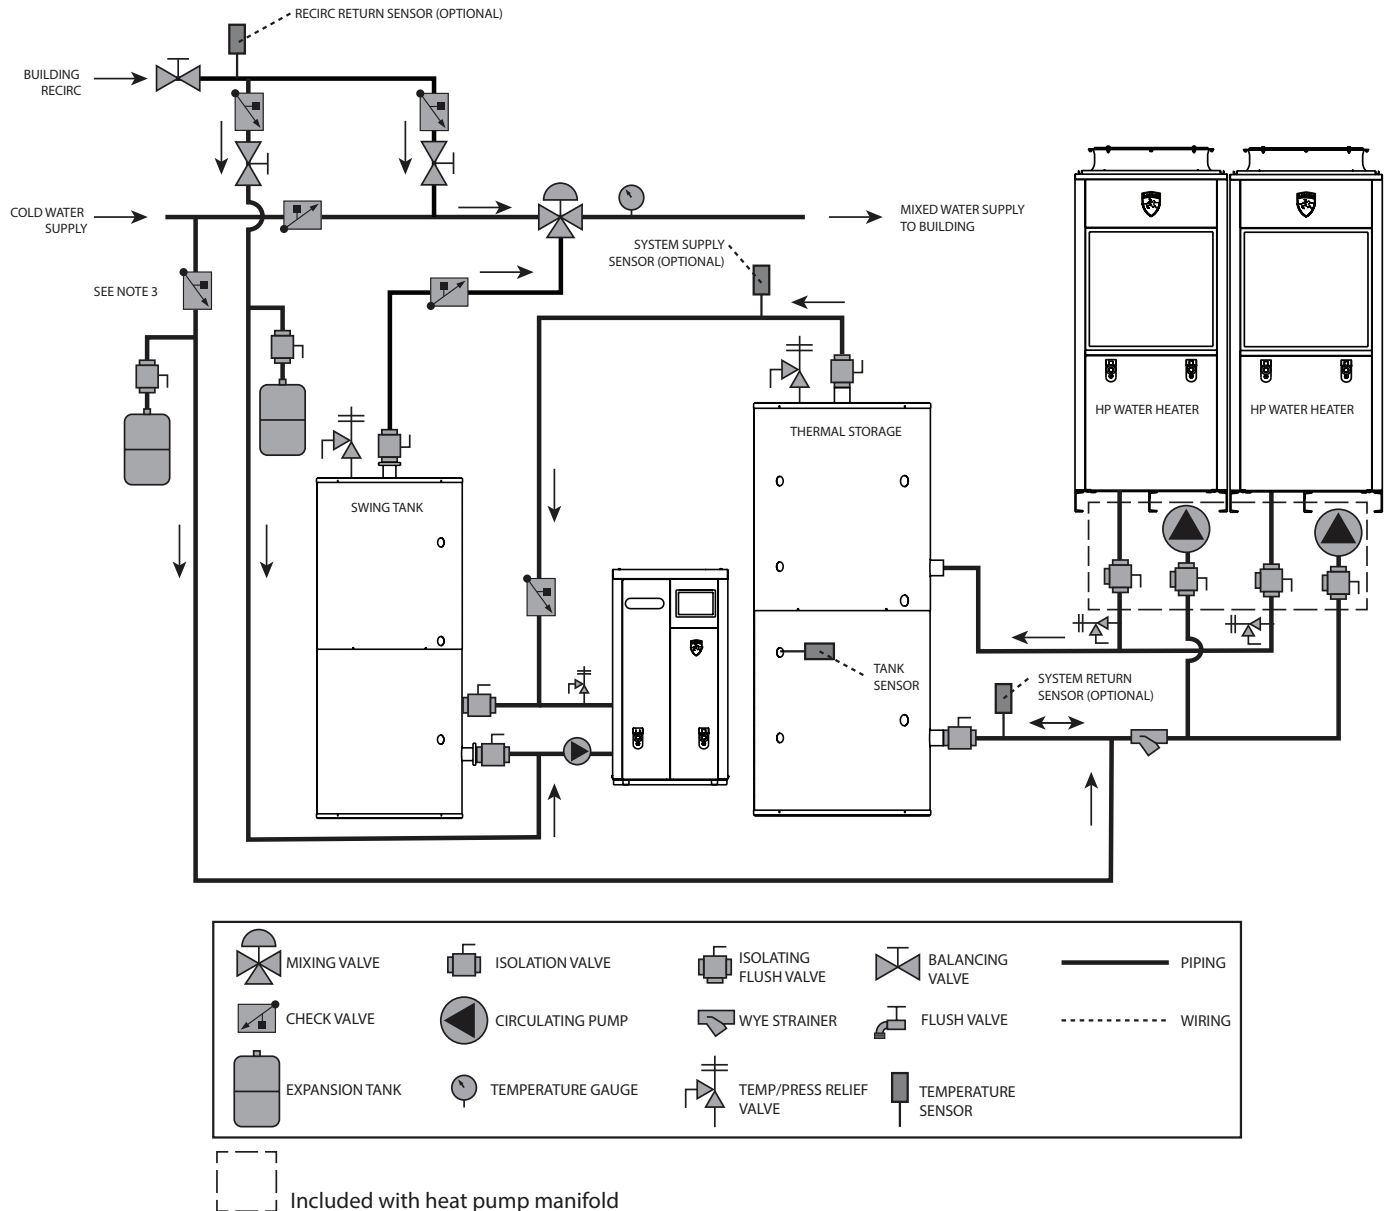 RECIRC RETURN SENSOR (OPTIONAL)
BUILDING
RECIRC
COLD WATER
SUPPLY
MIXED WATER SUPPLY
TO BUILDING
SYSTEM SUPPLY
SENSOR (OPTIONAL)
SEE NOTE 3
HP WATER HEATER
HP WATER HEATER
THERMAL STORAGE
SWING TANK
TANK
SENSOR
SYSTEM RETURN
SENSOR (OPTIONAL)
MIXING VALVE
ISOLATION VALVE
ISOLATING
FLUSH VALVE
BALANCING
VALVE
PIPING
CHECK VALVE
CIRCULATING PUMP
WYE STRAINER
FLUSH VALVE
WIRING
EXPANSION TANK
TEMPERATURE GAUGE
TEMP/PRESS RELIEF
VALVE
TEMPERATURE
SENSOR
Included with heat pump manifold